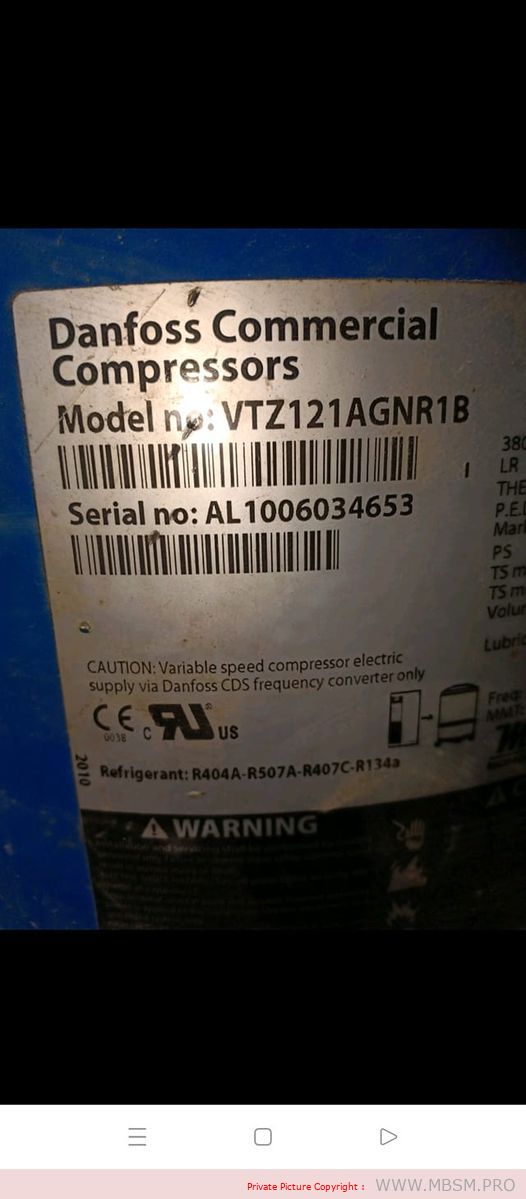 Danfoss Commercial
Compressors
Model no: VTZ121AGNR1B
Serial no: AL1006034653
380
LR
THE
P.E.D
Mari
PS
TS m
TS m
Volu
Lubric
CAUTION: Variable speed compressor electric
supply via Danfoss CDS frequency converter only
CE
0038
c RU ® US
Freq
MMT
2010
Refrigerant: R404A-R507A-R407C-R134a
WARNING
Private Picture Copyright : WWW.MBSM.PRO